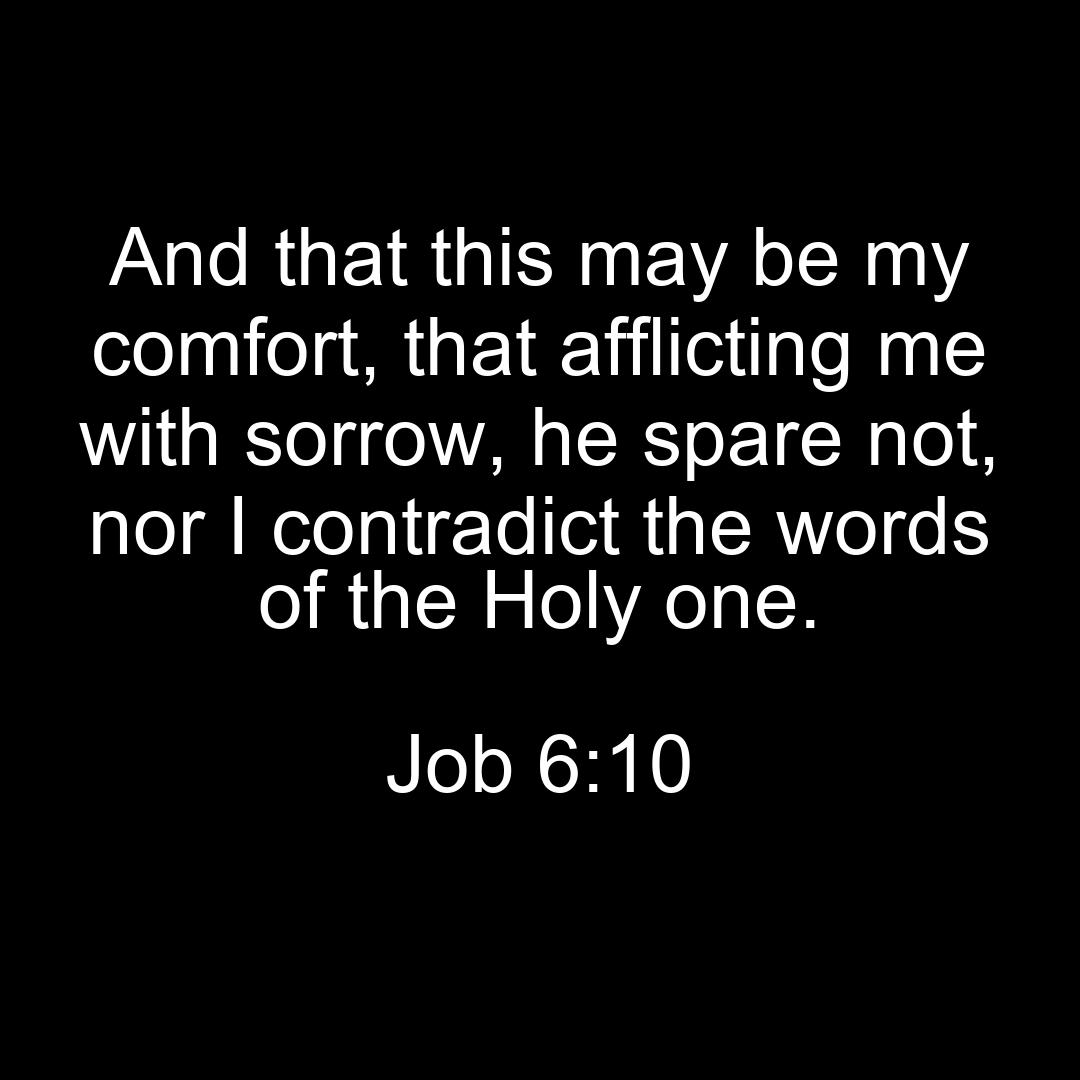 And that this may be my
comfort, that afflicting me
with sorrow, he spare not,
nor I contradict the words
of the Holy one.
Job 6:10